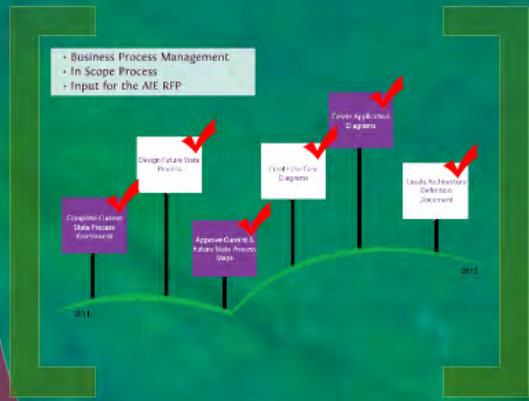 - Business Process Management
- In Scope Process
- Input for the AIE RFP
Create Application
Diagrams
Design Future State
Process
Create Use Case
Diagrams
Create Architecture
Definition
Document
Complete Current
State Process
Assessment
Approve Current &
Future State Process
Maps
2011